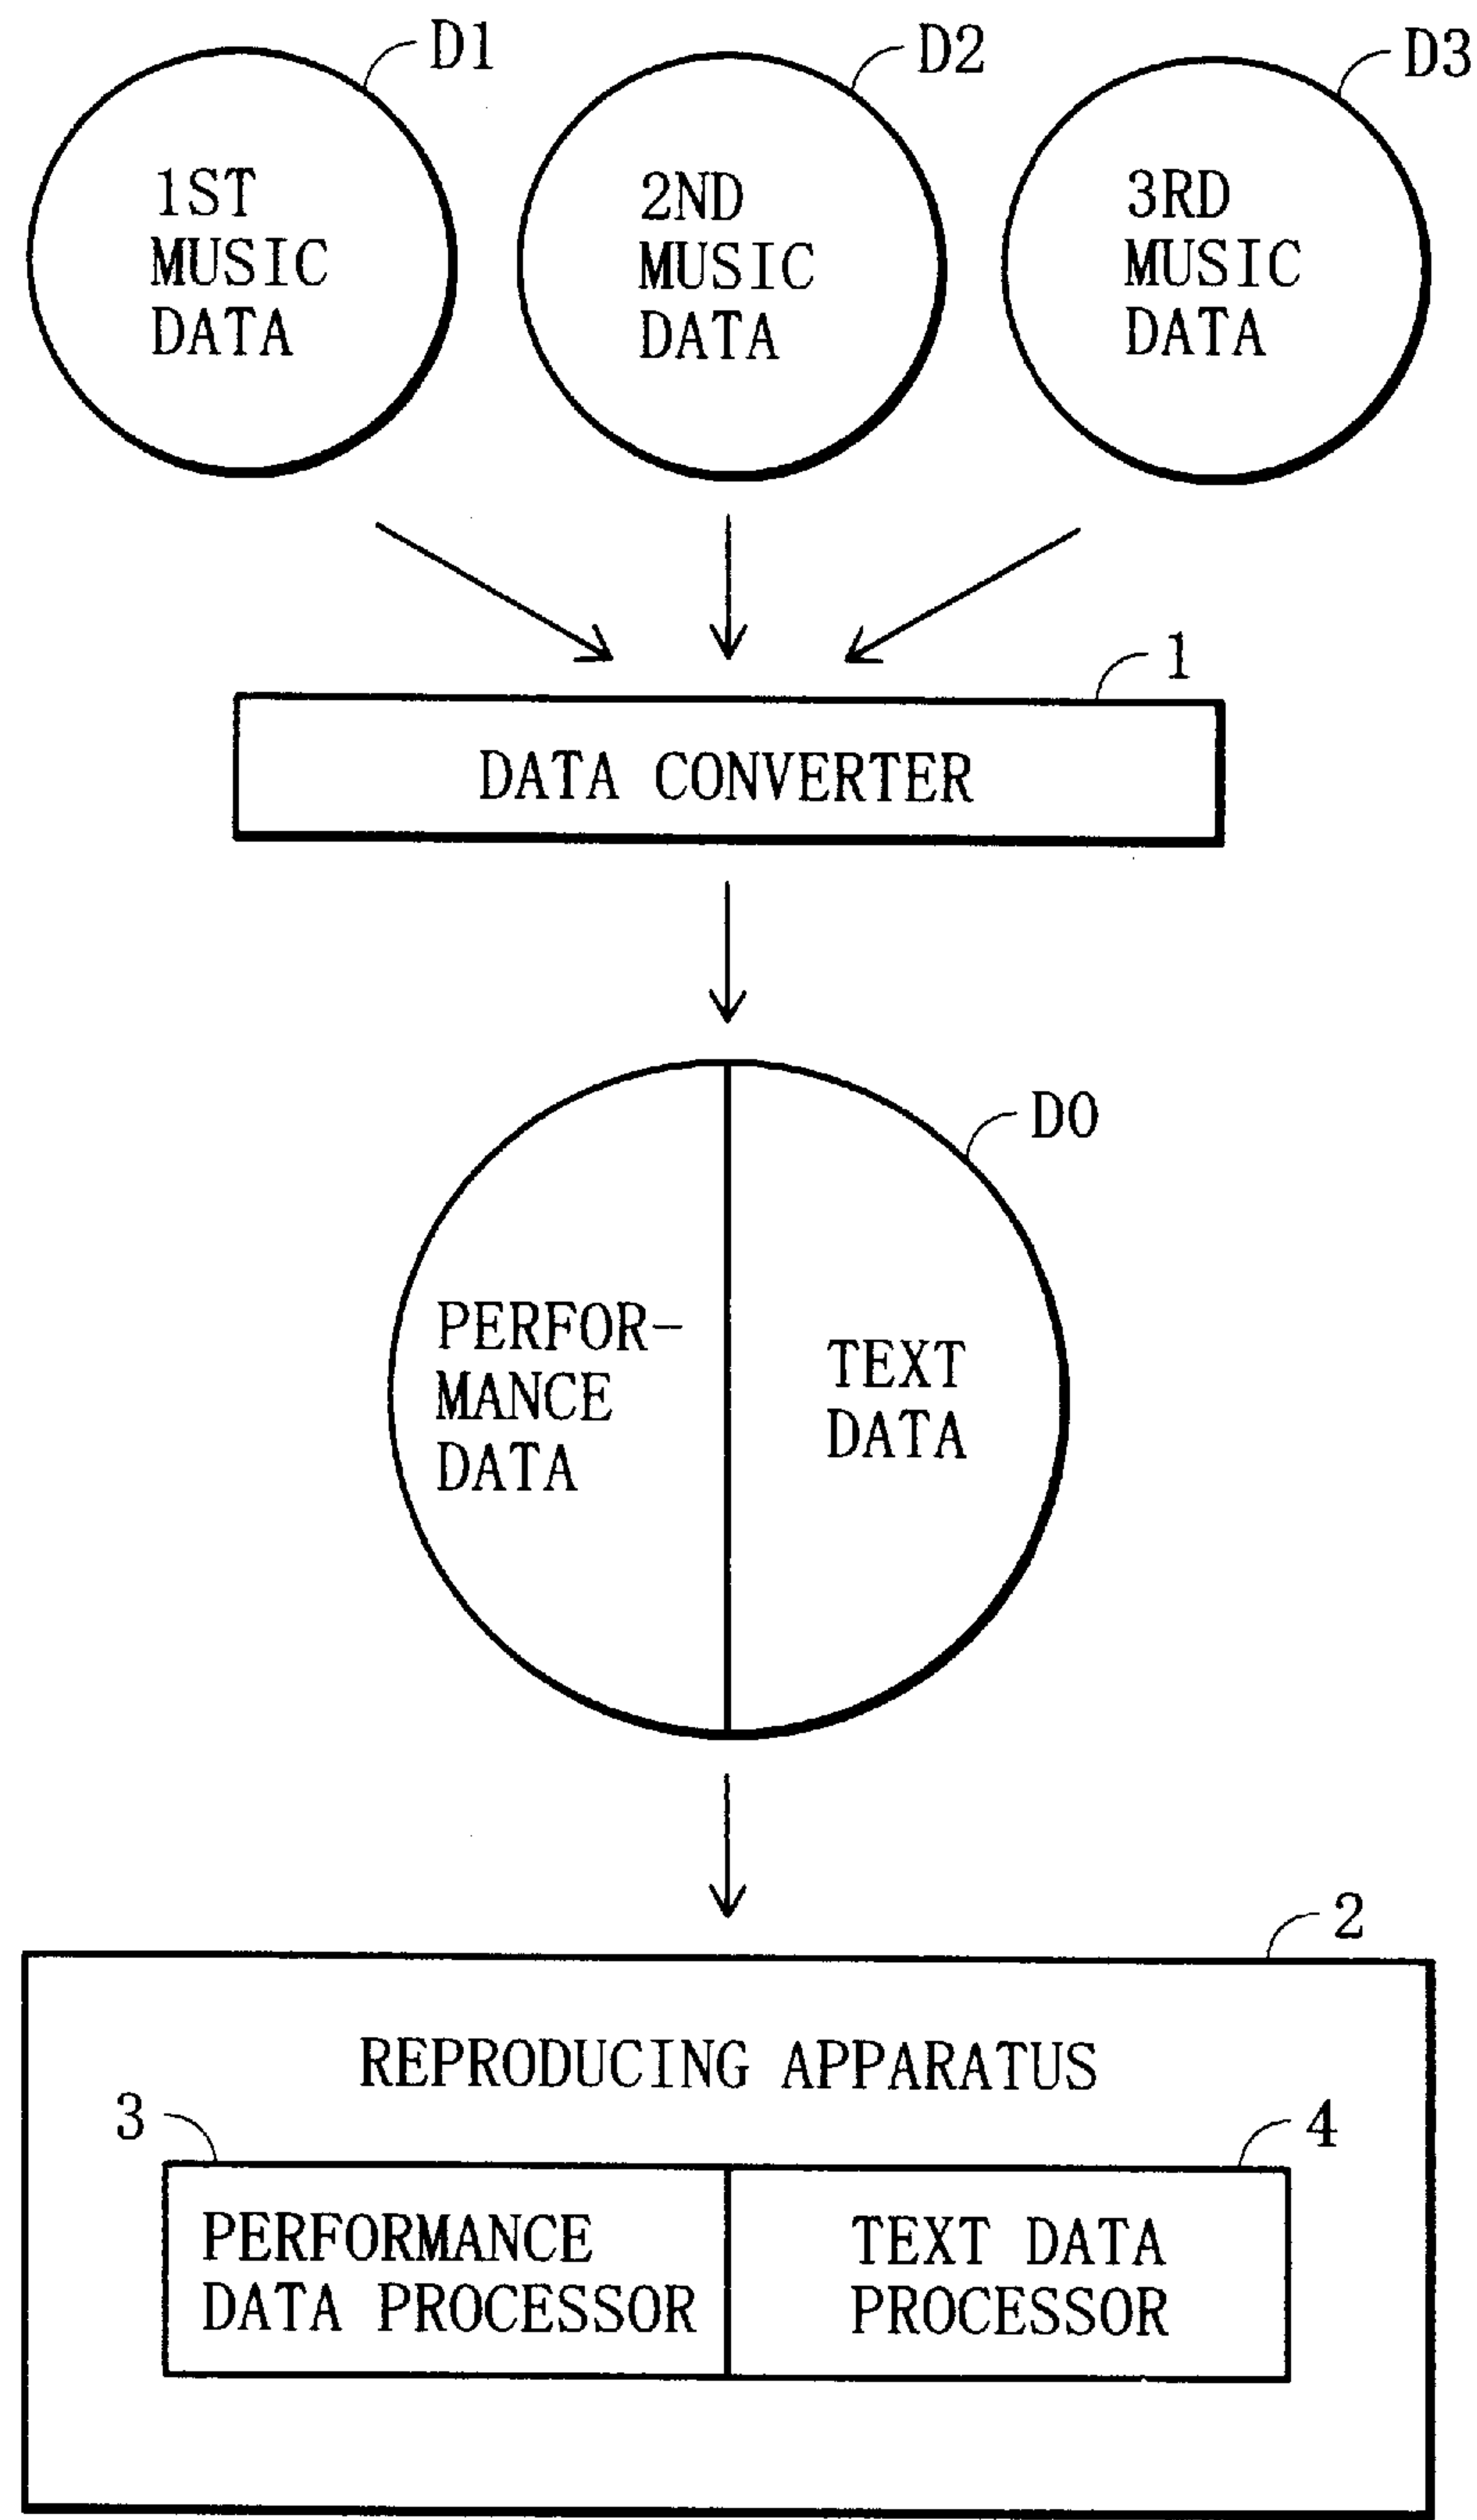 D1
D2
D3
1ST
MUSIC
DATA
2ND
MUSIC
DATA
3RD
MUSIC
DATA
1
DATA CONVERTER
D0
PERFOR-
MANCE
DATA
TEXT
DATA
2
REPRODUCING APPARATUS
3
4
PERFORMANCE
DATA PROCESSOR
TEXT DATA
PROCESSOR